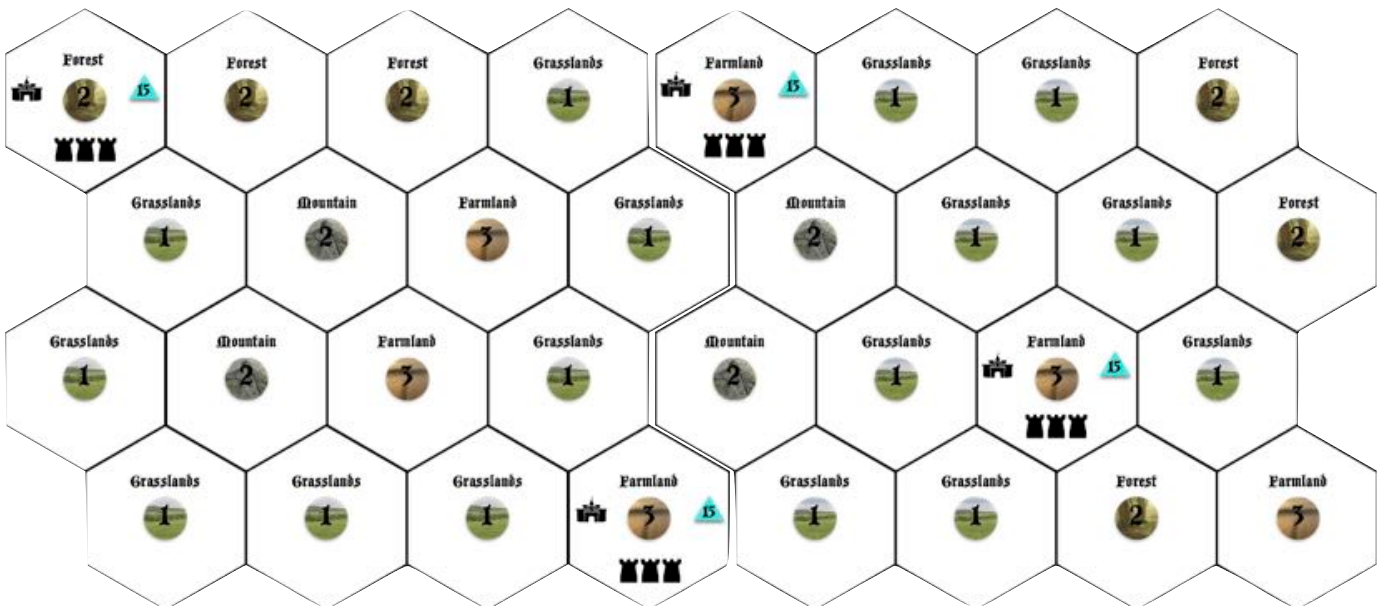 Forest Forest Forest Grasslands Farmland Grasslands Grasslands Forest
2 15 2 2 1 3 15 1 1 2
Grasslands Mountain Farmland Grasslands Mountain Grasslands Grasslands Forest
1 2 3 1 2 1 1 2
Grasslands Mountain Farmland Grasslands Mountain Grasslands Farmland Grasslands
1 2 3 1 2 1 3 15 1
Grasslands Grasslands Grasslands Farmland Grasslands Grasslands Forest Farmland
1 1 1 3 15 1 1 2 3